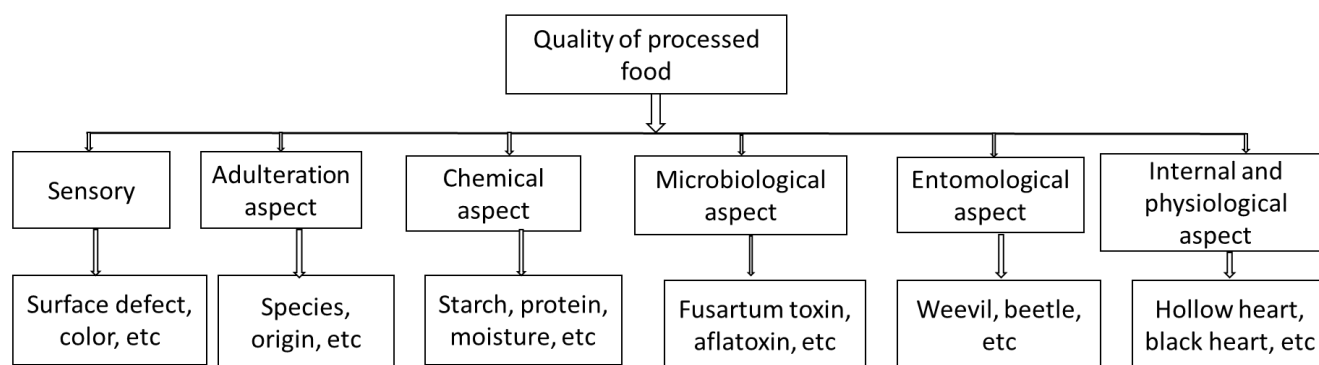 Quality of processed
food
Sensory
Adulteration
aspect
Chemical
aspect
Microbiological
aspect
Entomological
aspect
Internal and
physiological
aspect
Surface defect,
color, etc
Species,
origin, etc
Starch, protein,
moisture, etc
Fusartum toxin,
aflatoxin, etc
Weevil, beetle,
etc
Hollow heart,
black heart, etc